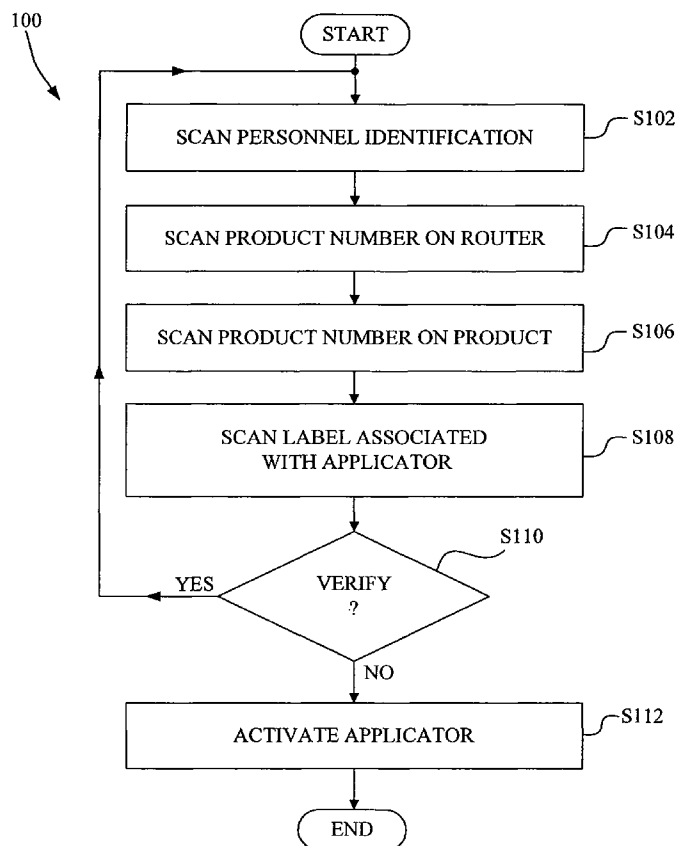 100
START
SCAN PERSONNEL IDENTIFICATION
S102
SCAN PRODUCT NUMBER ON ROUTER
S104
SCAN PRODUCT NUMBER ON PRODUCT
S106
SCAN LABEL ASSOCIATED
WITH APPLICATOR
S108
S110
YES
VERIFY
?
NO
ACTIVATE APPLICATOR
S112
END